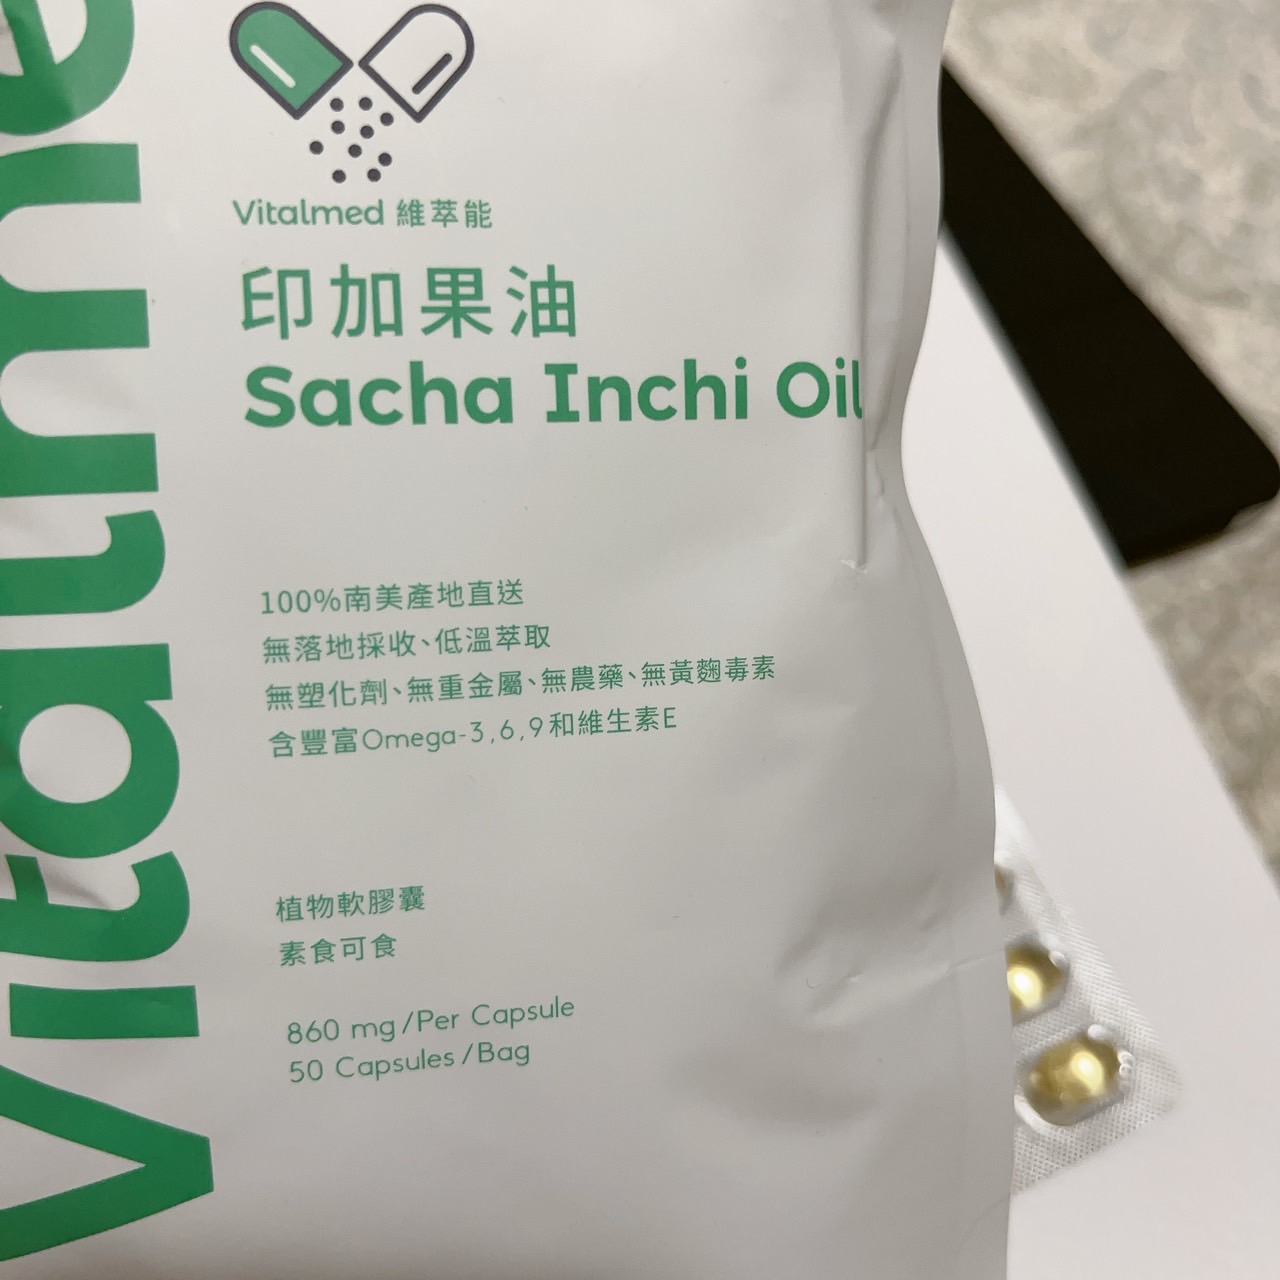 Vitalme
Vitalmed 維萃能
印加果油
Sacha Inchi Oil
100%南美產地直送
無落地採收、低溫萃取
無塑化劑、無重金屬、無農藥、無黃麴毒素
含豐富Omega-3,6,9和維生素E
植物軟膠囊
素食可食
860 mg/Per Capsule
50 Capsules/Bag